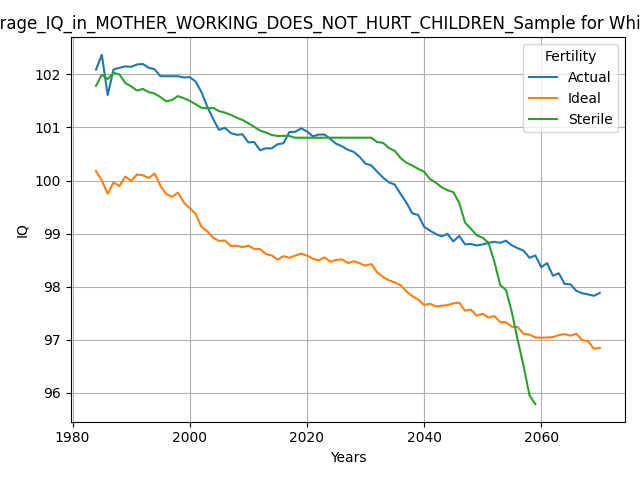 rage_IQ_in_MOTHER_WORKING_DOES_NOT_HURT_CHILDREN_Sample for Whi
Fertility
Actual
Ideal
Sterile
102
101
100
99
98
97
96
IQ
1980
2000
2020
2040
2060
Years